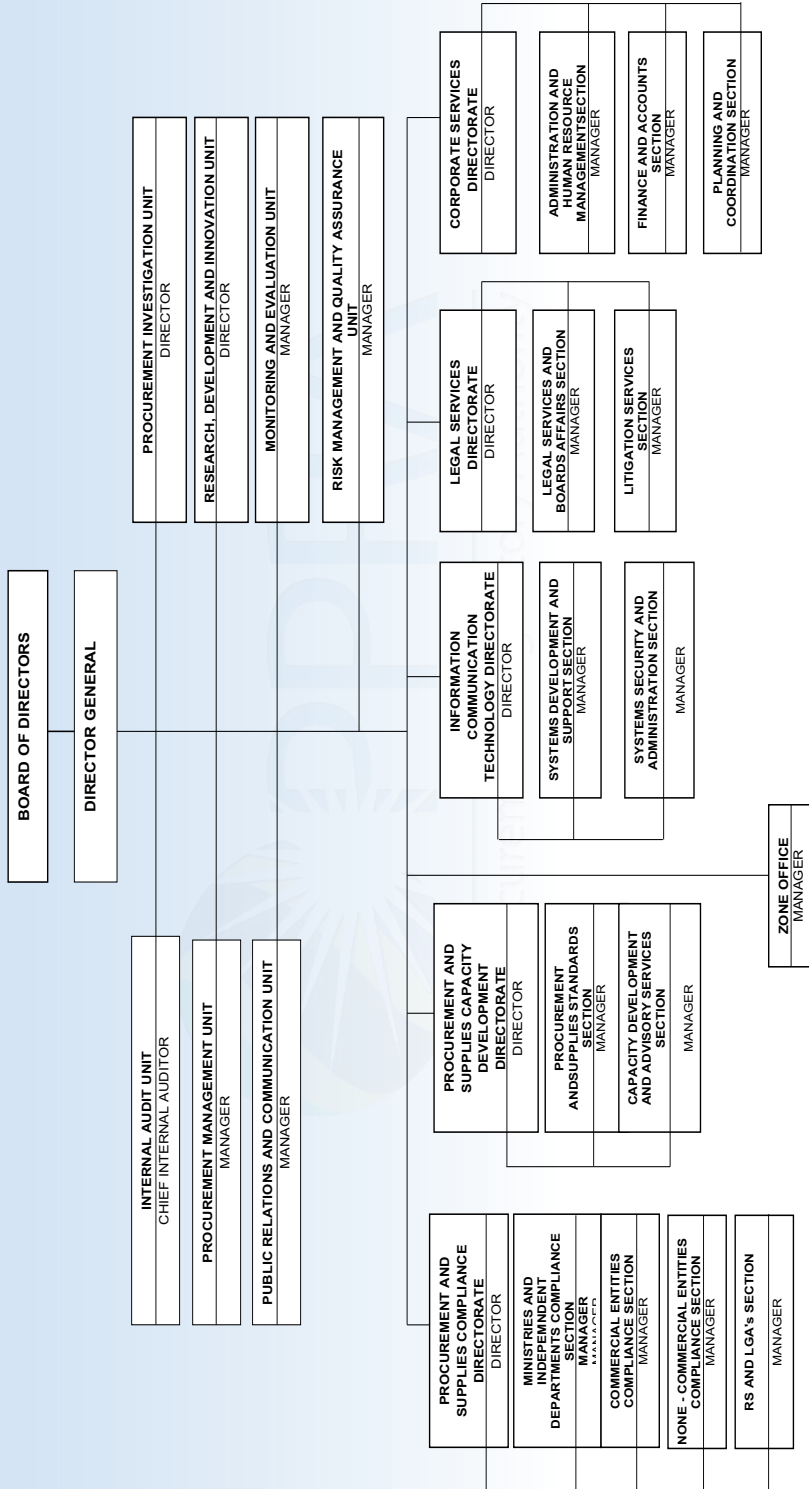 BOARD OF DIRECTORS
DIRECTOR GENERAL
INTERNAL AUDIT UNIT
CHIEF INTERNAL AUDITOR
PROCUREMENT MANAGEMENT UNIT
MANAGER
PUBLIC RELATIONS AND COMMUNICATION UNIT
MANAGER
PROCUREMENT INVESTIGATION UNIT
DIRECTOR
RESEARCH, DEVELOPMENT AND INNOVATION UNIT
DIRECTOR
MONITORING AND EVALUATION UNIT
MANAGER
RISK MANAGEMENT AND QUALITY ASSURANCE
UNIT
MANAGER
PROCUREMENT AND
SUPPLIES COMPLIANCE
DIRECTORATE
DIRECTOR
MINISTRIES AND
INDEPEMNDENT
DEPARTMENTS COMPLIANCE
SECTION
MANAGER
MANAGER
COMMERCIAL ENTITIES
COMPLIANCE SECTION
MANAGER
NONE - COMMERCIAL ENTITIES
COMPLIANCE SECTION
MANAGER
RS AND LGA's SECTION
MANAGER
PROCUREMENT AND
SUPPLIES CAPACITY
DEVELOPMENT
DIRECTORATE
DIRECTOR
PROCUREMENT
ANDSUPPLIES STANDARDS
SECTION
MANAGER
CAPACITY DEVELOPMENT
AND ADVISORY SERVICES
SECTION
MANAGER
ZONE OFFICE
MANAGER
INFORMATION
COMMUNICATION
TECHNOLOGY DIRECTORATE
DIRECTOR
SYSTEMS DEVELOPMENT AND
SUPPORT SECTION
MANAGER
SYSTEMS SECURITY AND
ADMINISTRATION SECTION
MANAGER
LEGAL SERVICES
DIRECTORATE
DIRECTOR
LEGAL SERVICES AND
BOARDS AFFAIRS SECTION
MANAGER
LITIGATION SERVICES
SECTION
MANAGER
CORPORATE SERVICES
DIRECTORATE
DIRECTOR
ADMINISTRATION AND
HUMAN RESOURCE
MANAGEMENTSECTION
MANAGER
FINANCE AND ACCOUNTS
SECTION
MANAGER
PLANNING AND
COORDINATION SECTION
MANAGER